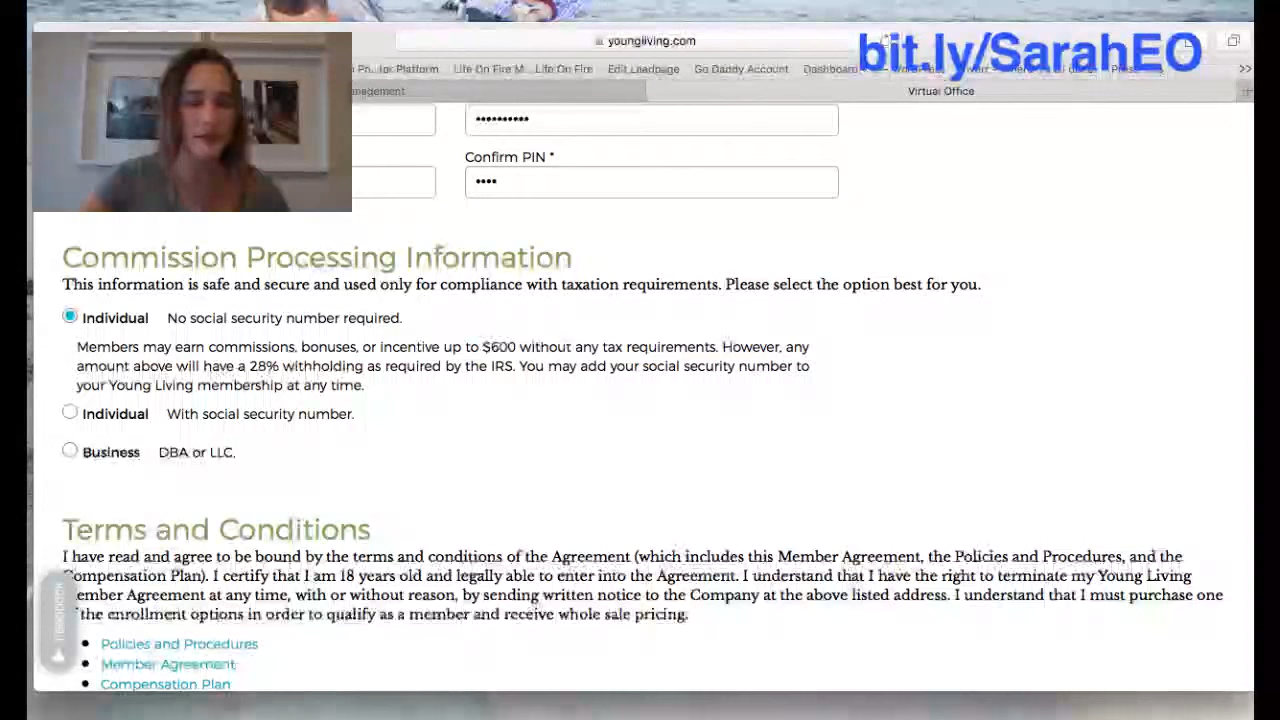 youngliving.com
bit.ly/SarahEO
Platform Life On Fire M... Life On Fire Edit Leadpage Go Daddy Account Dashboard
Virtual Office
••••••••••
Confirm PIN *
••••
Commission Processing Information
This information is safe and secure and used only for compliance with taxation requirements. Please select the option best for you.
Individual No social security number required.
Members may earn commissions, bonuses, or incentive up to $600 without any tax requirements. However, any
amount above will have a 28% withholding as required by the IRS. You may add your social security number to
your Young Living membership at any time.
Individual With social security number.
Business DBA or LLC.
Terms and Conditions
I have read and agree to be bound by the terms and conditions of the Agreement (which includes this Member Agreement, the Policies and Procedures, and the
Compensation Plan). I certify that I am 18 years old and legally able to enter into the Agreement. I understand that I have the right to terminate my Young Living
ember Agreement at any time, with or without reason, by sending written notice to the Company at the above listed address. I understand that I must purchase one
the enrollment options in order to qualify as a member and receive whole sale pricing.
• Policies and Procedures
• Member Agreement
• Compensation Plan